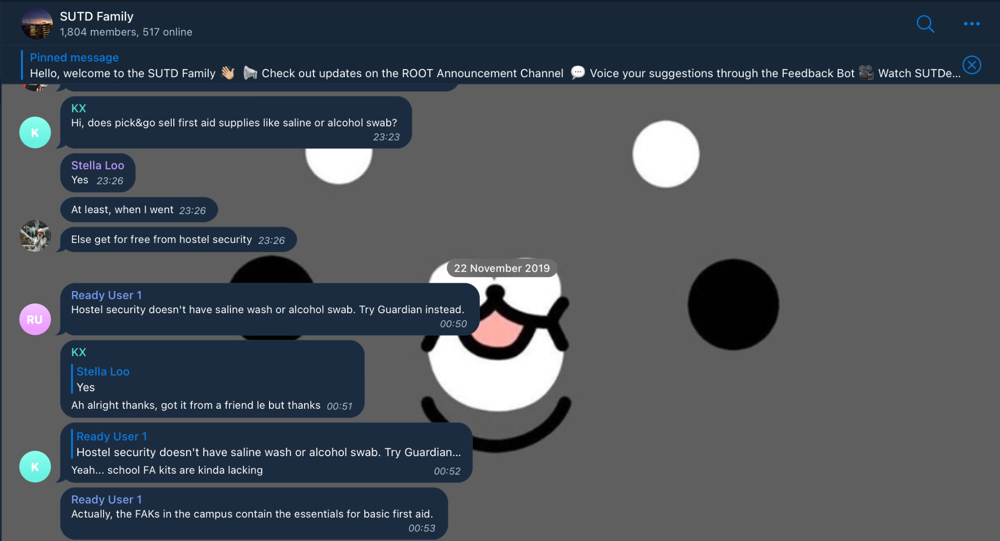 SUTD Family
1,804 members, 517 online
Pinned message
Hello, welcome to the SUTD Family 👋🏼 📢 Check out updates on the ROOT Announcement Channel 💬 Voice your suggestions through the Feedback Bot 🎥 Watch SUTDe...
KX
Hi, does pick&go sell first aid supplies like saline or alcohol swab?
23:23
K
Stella Loo
Yes 23:26
At least, when I went 23:26
Else get for free from hostel security 23:26
22 November 2019
Ready User 1
Hostel security doesn't have saline wash or alcohol swab. Try Guardian instead.
00:50
RU
KX
Stella Loo
Yes
Ah alright thanks, got it from a friend le but thanks 00:51
Ready User 1
Hostel security doesn't have saline wash or alcohol swab. Try Guardian...
Yeah... school FA kits are kinda lacking 00:52
K
Ready User 1
Actually, the FAKs in the campus contain the essentials for basic first aid.
00:53